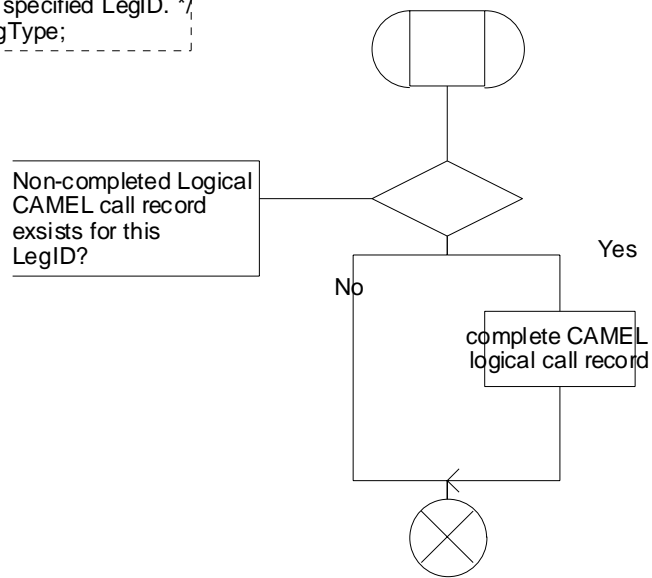 specified LegID. */
gType;
Non-completed Logical
CAMEL call record
exsists for this
LegID?
Yes
No
complete CAMEL
logical call record